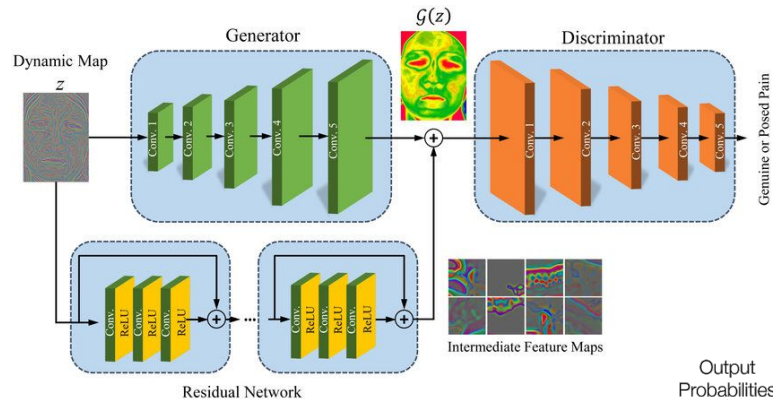 Generator
G(z)
Discriminator
Dynamic Map
z
Conv. 1
Conv. 2
Conv. 3
Conv. 4
Conv. 5
Conv. 1
Conv. 2
Conv. 3
Conv. 4
Conv. 5
Genuine or Posed Pain
Conv.
ReLU
Conv.
ReLU
Conv.
ReLU
...
Conv.
ReLU
Conv.
ReLU
Conv.
ReLU
Intermediate Feature Maps
Residual Network
Output
Probabilities